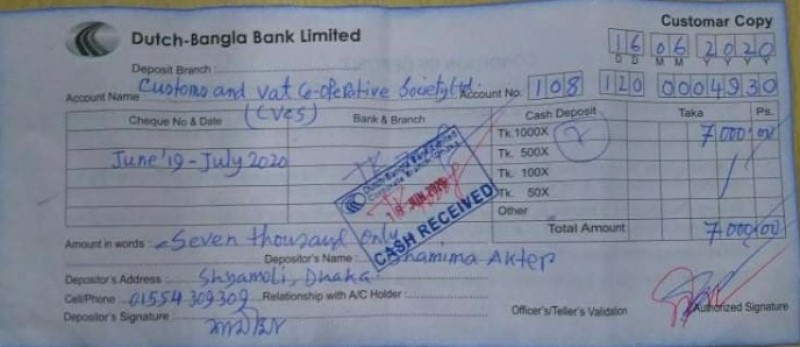 Customar Copy
Dutch-Bangla Bank Limited
16 06 2020
D D M M Y Y Y Y
Deposit Branch :
Account Name Customs and vat Co-operative Society Ltd. Account No. 108 120 0004930
(CVCS)
Cheque No & Date Bank & Branch Cash Deposit Taka Ps.
Tk.1000X 7 7000.00
June'19 - July 2020 Tk. 500X
Tk. 100X
Tk. 50X
Other
Dutch-Bangla Bank Limited
JUN 2020
CASH RECEIVED
Total Amount 7000.00
Amount in words : Seven thousand Only
Depositor's Name : Shamima Akter
Depositor's Address : Shyamoli, Dhaka
Cell/Phone 01554309309 Relationship with A/C Holder :
Depositor's Signature :
Officer's/Teller's Validation Authorized Signature